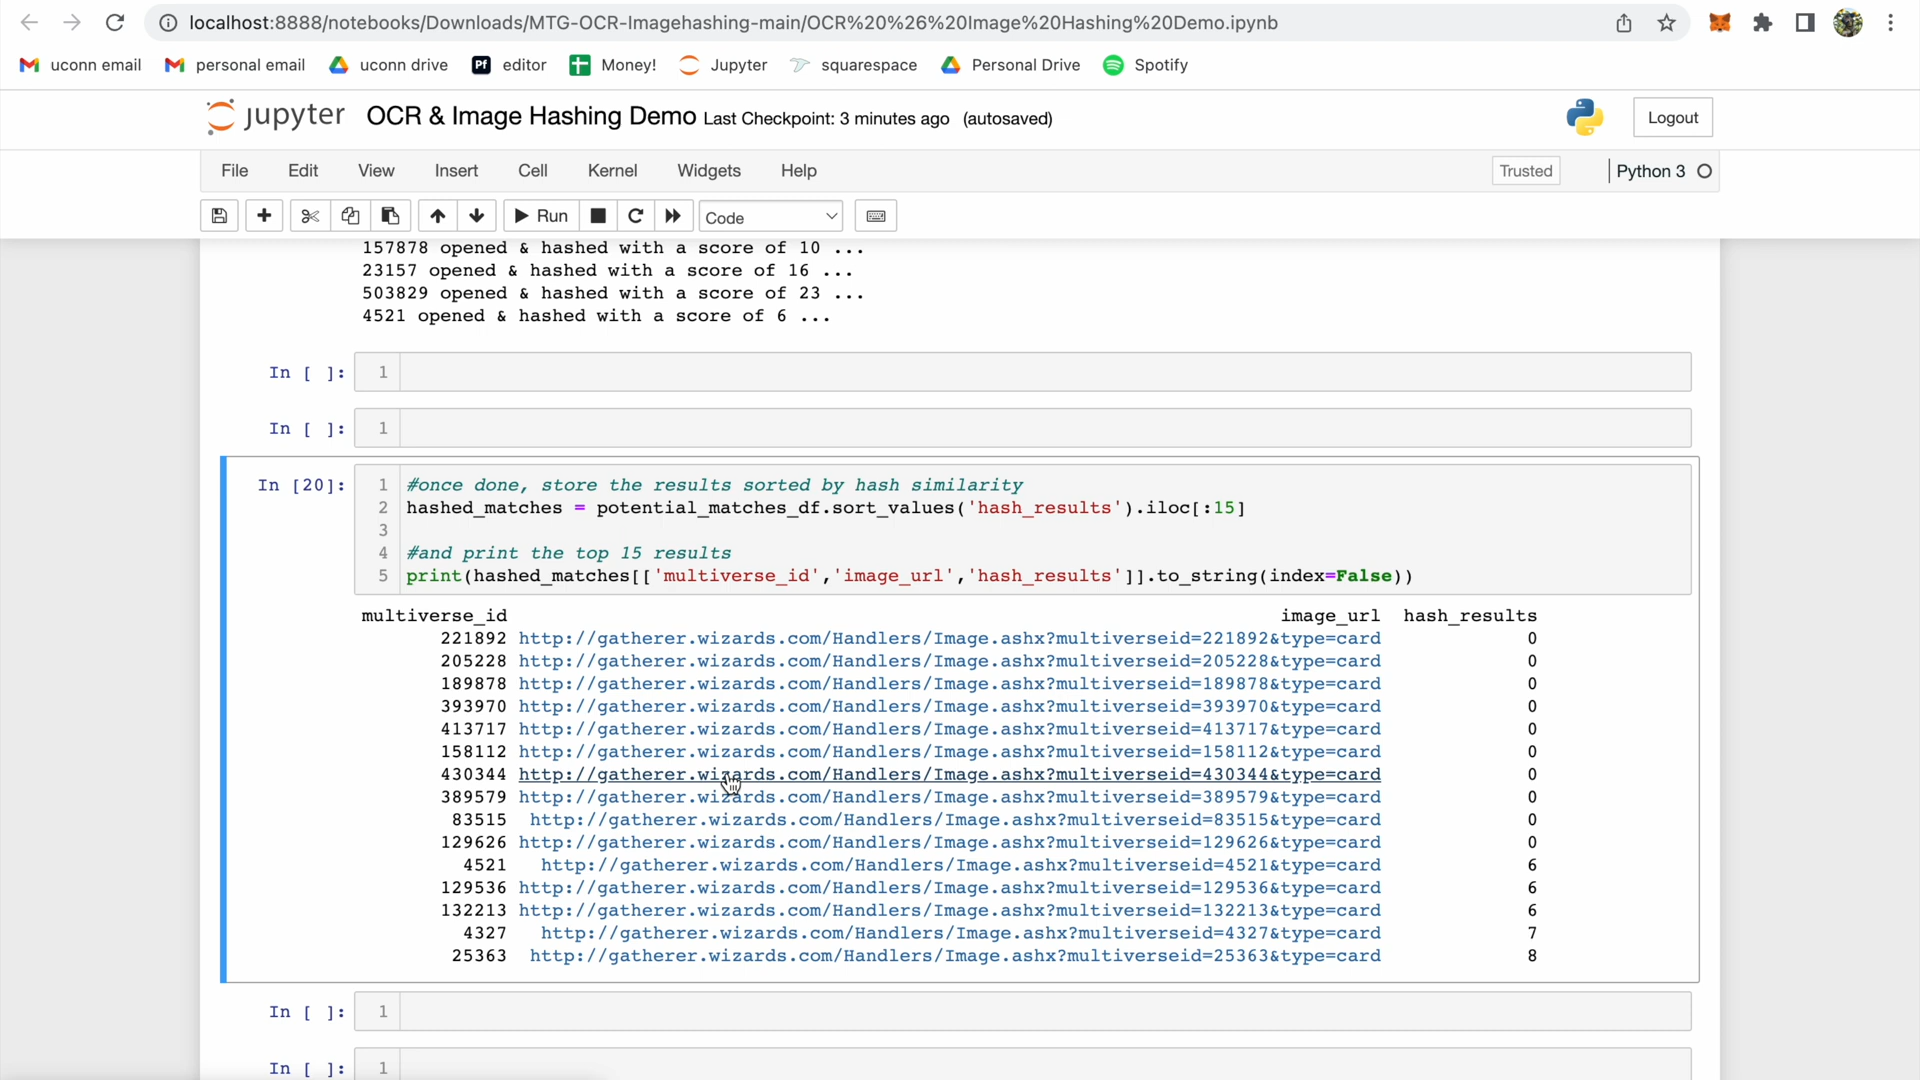 localhost:8888/notebooks/Downloads/MTG-OCR-Imagehashing-main/OCR%20%26%20Image%20Hashing%20Demo.ipynb
uconn email personal email uconn drive Pf editor Money! Jupyter squarespace Personal Drive Spotify
jupyter OCR & Image Hashing Demo Last Checkpoint: 3 minutes ago (autosaved) Logout
File Edit View Insert Cell Kernel Widgets Help Trusted Python 3
Run Code
157878 opened & hashed with a score of 10 ...
23157 opened & hashed with a score of 16 ...
503829 opened & hashed with a score of 23 ...
4521 opened & hashed with a score of 6 ...
In [ ]: 1
In [ ]: 1
In [20]: 1 #once done, store the results sorted by hash similarity
2 hashed_matches = potential_matches_df.sort_values('hash_results').iloc[:15]
3
4 #and print the top 15 results
5 print(hashed_matches[['multiverse_id','image_url','hash_results']].to_string(index=False))
multiverse_id image_url hash_results
221892 http://gatherer.wizards.com/Handlers/Image.ashx?multiverseid=221892&type=card 0
205228 http://gatherer.wizards.com/Handlers/Image.ashx?multiverseid=205228&type=card 0
189878 http://gatherer.wizards.com/Handlers/Image.ashx?multiverseid=189878&type=card 0
393970 http://gatherer.wizards.com/Handlers/Image.ashx?multiverseid=393970&type=card 0
413717 http://gatherer.wizards.com/Handlers/Image.ashx?multiverseid=413717&type=card 0
158112 http://gatherer.wizards.com/Handlers/Image.ashx?multiverseid=158112&type=card 0
430344 http://gatherer.wizards.com/Handlers/Image.ashx?multiverseid=430344&type=card 0
389579 http://gatherer.wizards.com/Handlers/Image.ashx?multiverseid=389579&type=card 0
83515 http://gatherer.wizards.com/Handlers/Image.ashx?multiverseid=83515&type=card 0
129626 http://gatherer.wizards.com/Handlers/Image.ashx?multiverseid=129626&type=card 0
4521 http://gatherer.wizards.com/Handlers/Image.ashx?multiverseid=4521&type=card 6
129536 http://gatherer.wizards.com/Handlers/Image.ashx?multiverseid=129536&type=card 6
132213 http://gatherer.wizards.com/Handlers/Image.ashx?multiverseid=132213&type=card 6
4327 http://gatherer.wizards.com/Handlers/Image.ashx?multiverseid=4327&type=card 7
25363 http://gatherer.wizards.com/Handlers/Image.ashx?multiverseid=25363&type=card 8
In [ ]: 1
In [ ]: 1